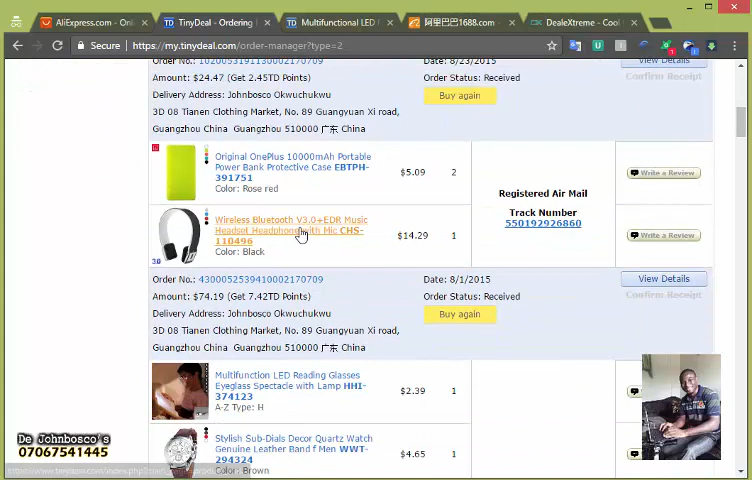 AliExpress.com - Onli
TinyDeal - Ordering
Multifunctional LED
阿里巴巴1688.com
DealeXtreme - Cool
Secure
https://my.tinydeal.com/order-manager?type=2
Order No.: 1020053191130002170709
Date: 8/23/2015
View Details
Amount: $24.47 (Get 2.45TD Points)
Order Status: Received
Confirm Receipt
Delivery Address: Johnbosco Okwuchukwu
Buy again
3D 08 Tianen Clothing Market, No. 89 Guangyuan Xi road,
Guangzhou China Guangzhou 510000 广东 China
Original OnePlus 10000mAh Portable
Power Bank Protective Case EBTPH-
391751
Color: Rose red
$5.09
2
Write a Review
Registered Air Mail
Track Number
550192926860
Wireless Bluetooth V3.0+EDR Music
Headset Headphone with Mic CHS-
110496
Color: Black
$14.29
1
Write a Review
Order No.: 4300052539410002170709
Date: 8/1/2015
View Details
Amount: $74.19 (Get 7.42TD Points)
Order Status: Received
Confirm Receipt
Delivery Address: Johnbosco Okwuchukwu
Buy again
3D 08 Tianen Clothing Market, No. 89 Guangyuan Xi road,
Guangzhou China Guangzhou 510000 广东 China
Multifunction LED Reading Glasses
Eyeglass Spectacle with Lamp HHI-
374123
A-Z Type: H
$2.39
1
Stylish Sub-Dials Decor Quartz Watch
Genuine Leather Band f Men WWT-
294324
Color: Brown
$4.65
1
De Johnbosco's
07067541445